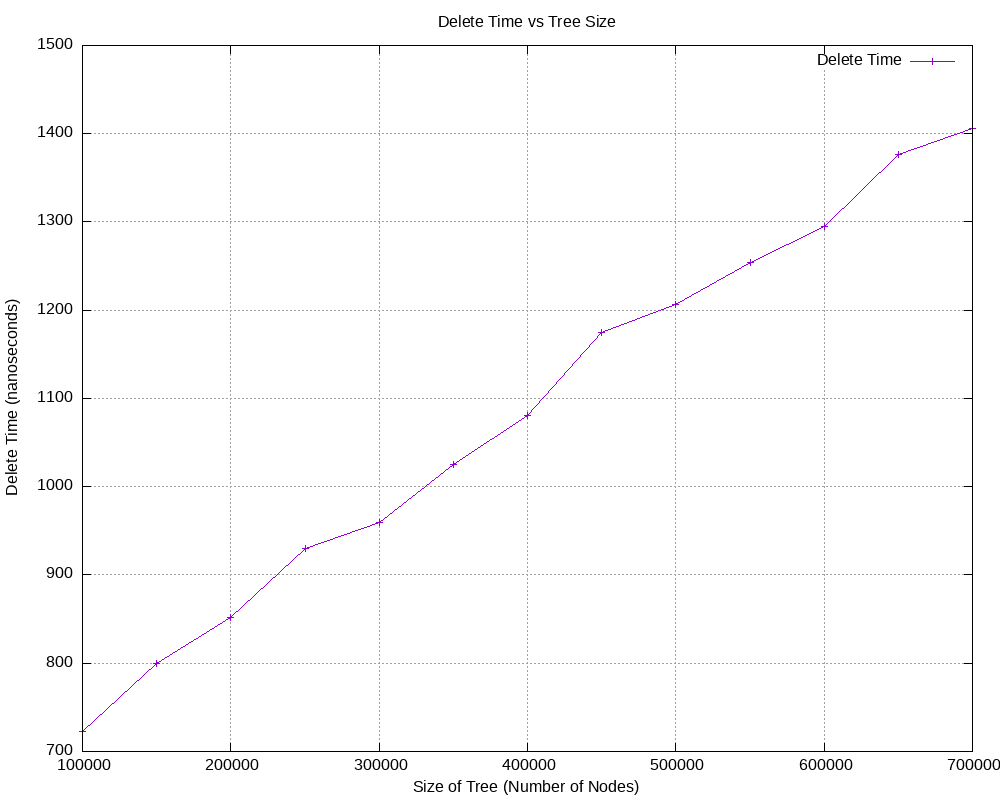 Delete Time vs Tree Size
Delete Time
1500
1400
1300
1200
1100
1000
900
800
700
Delete Time (nanoseconds)
100000 200000 300000 400000 500000 600000 700000
Size of Tree (Number of Nodes)